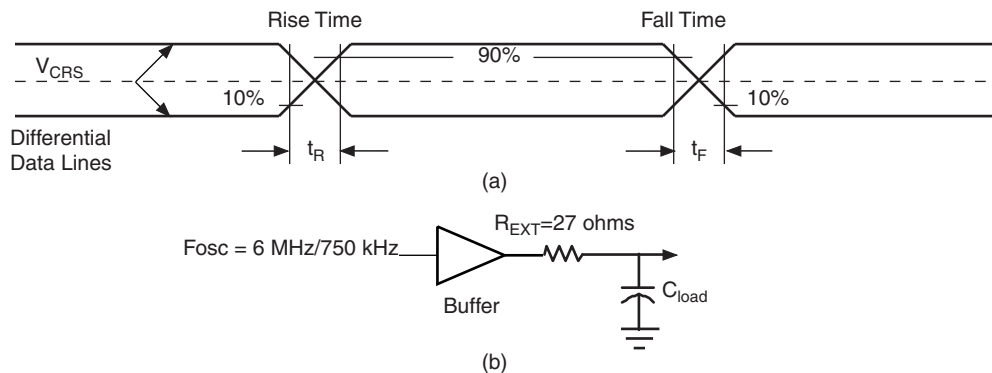 Rise Time
Fall Time
V_CRS
90%
10%
10%
Differential
Data Lines
t_R
t_F
(a)
R_EXT=27 ohms
Fosc = 6 MHz/750 kHz
C_load
Buffer
(b)